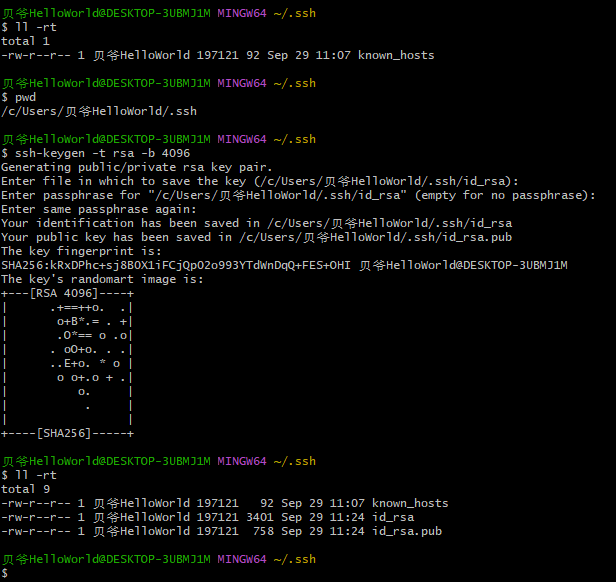 贝爷HelloWorld@DESKTOP-3UBMJ1M MINGW64 ~/.ssh
$ ll -rt
total 1
-rw-r--r-- 1 贝爷HelloWorld 197121 92 Sep 29 11:07 known_hosts
贝爷HelloWorld@DESKTOP-3UBMJ1M MINGW64 ~/.ssh
$ pwd
/c/Users/贝爷HelloWorld/.ssh
贝爷HelloWorld@DESKTOP-3UBMJ1M MINGW64 ~/.ssh
$ ssh-keygen -t rsa -b 4096
Generating public/private rsa key pair.
Enter file in which to save the key (/c/Users/贝爷HelloWorld/.ssh/id_rsa):
Enter passphrase for "/c/Users/贝爷HelloWorld/.ssh/id_rsa" (empty for no passphrase):
Enter same passphrase again:
Your identification has been saved in /c/Users/贝爷HelloWorld/.ssh/id_rsa
Your public key has been saved in /c/Users/贝爷HelloWorld/.ssh/id_rsa.pub
The key fingerprint is:
SHA256:kRxDPhc+sj8BOX1iFCjQpO2o993YTdWnDqQ+FES+OHI 贝爷HelloWorld@DESKTOP-3UBMJ1M
The key's randomart image is:
+---[RSA 4096]----+
|      .+=++o.  .|
|       o+B*.= . +|
|       .O*== o .o|
|      . oO+o. . .|
|      ..E+o. * o |
|       o o+.o + .|
|          o.     |
|           .     |
|                 |
+----[SHA256]-----+
贝爷HelloWorld@DESKTOP-3UBMJ1M MINGW64 ~/.ssh
$ ll -rt
total 9
-rw-r--r-- 1 贝爷HelloWorld 197121   92 Sep 29 11:07 known_hosts
-rw-r--r-- 1 贝爷HelloWorld 197121 3401 Sep 29 11:24 id_rsa
-rw-r--r-- 1 贝爷HelloWorld 197121  758 Sep 29 11:24 id_rsa.pub
贝爷HelloWorld@DESKTOP-3UBMJ1M MINGW64 ~/.ssh
$